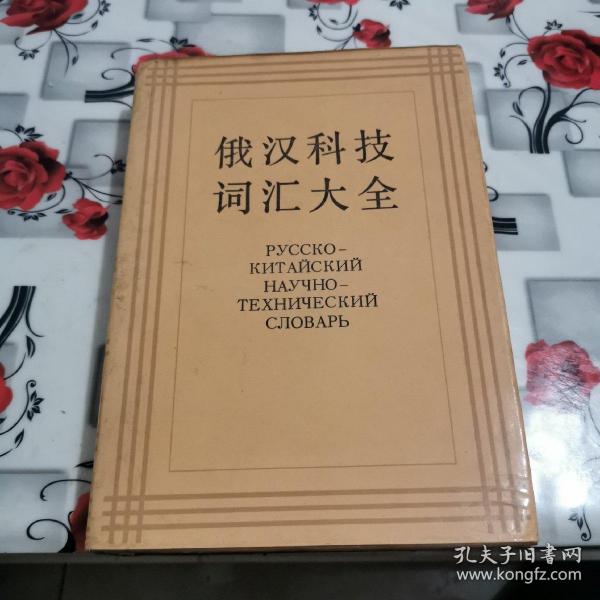 俄汉科技
词汇大全
РУССКО-
КИТАЙСКИЙ
НАУЧНО-
ТЕХНИЧЕСКИЙ
СЛОВАРЬ
孔夫子旧书网
www.kongfz.com